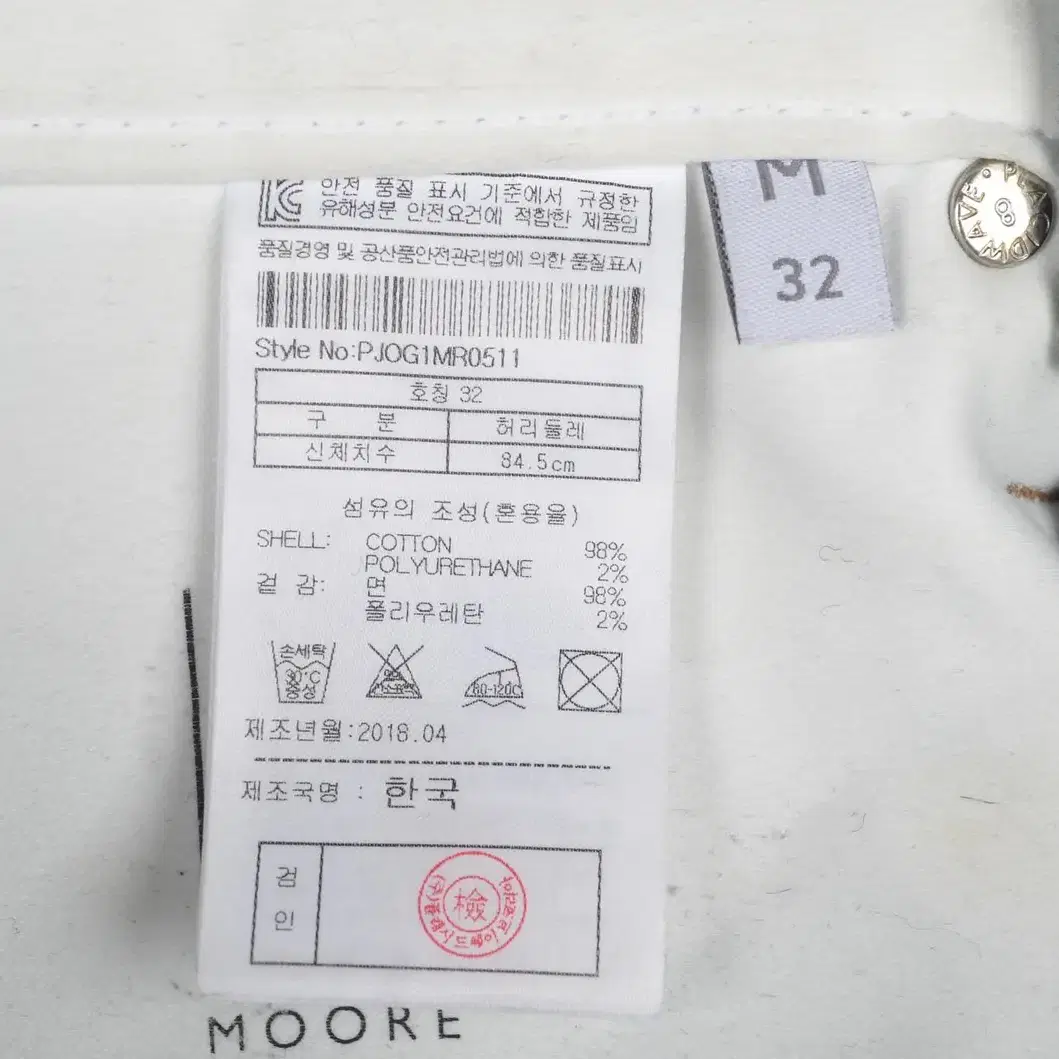 안전 품질 표시 기준에서 규정한
유해성분 안전요건에 적합한 제품임
품질경영 및 공산품안전관리법에 의한 품질표시
Style No:PJOG1MR0511
호칭 32
구 분 허리둘레
신체치수 84.5cm
섬유의 조성(혼용율)
SHELL: COTTON 98%
POLYURETHANE 2%
겉 감: 면 98%
폴리우레탄 2%
손세탁
30°C
중성
80-120C
제조년월:2018.04
제조국명 : 한국
검
인
檢
M
32
MOORE